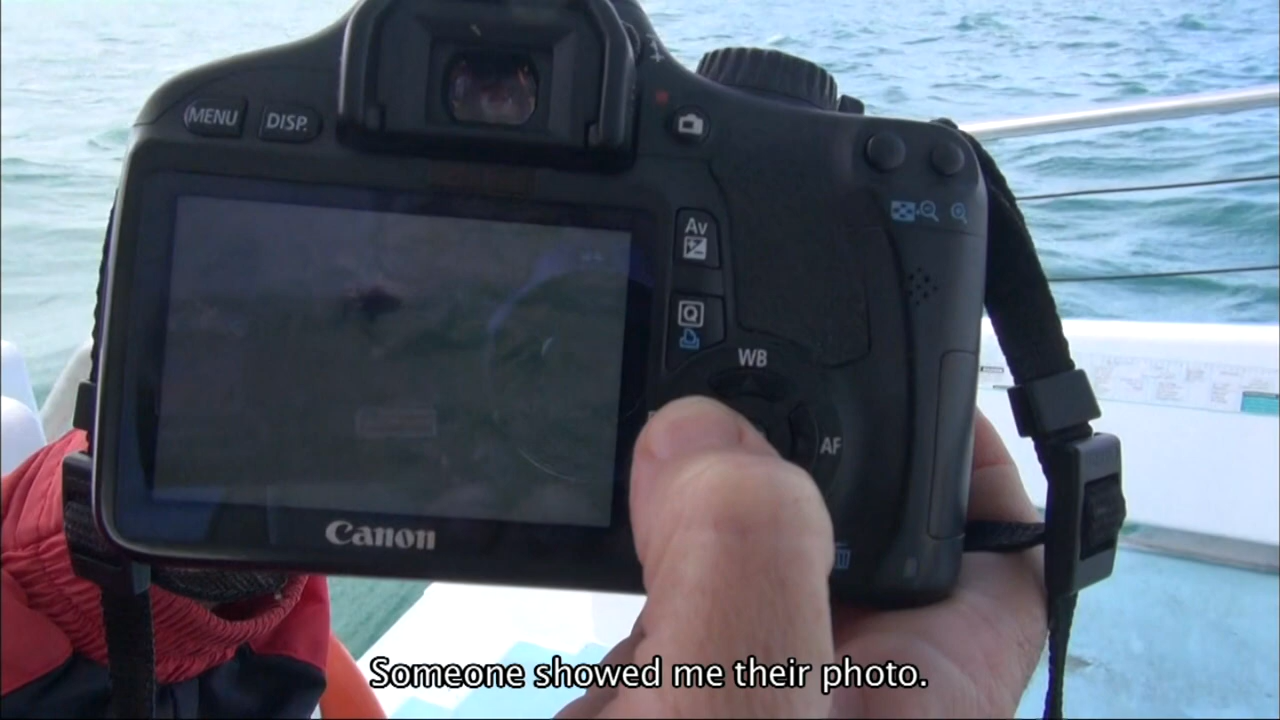 MENU
DISP.
Av
Q
WB
AF
Canon
Someone showed me their photo.